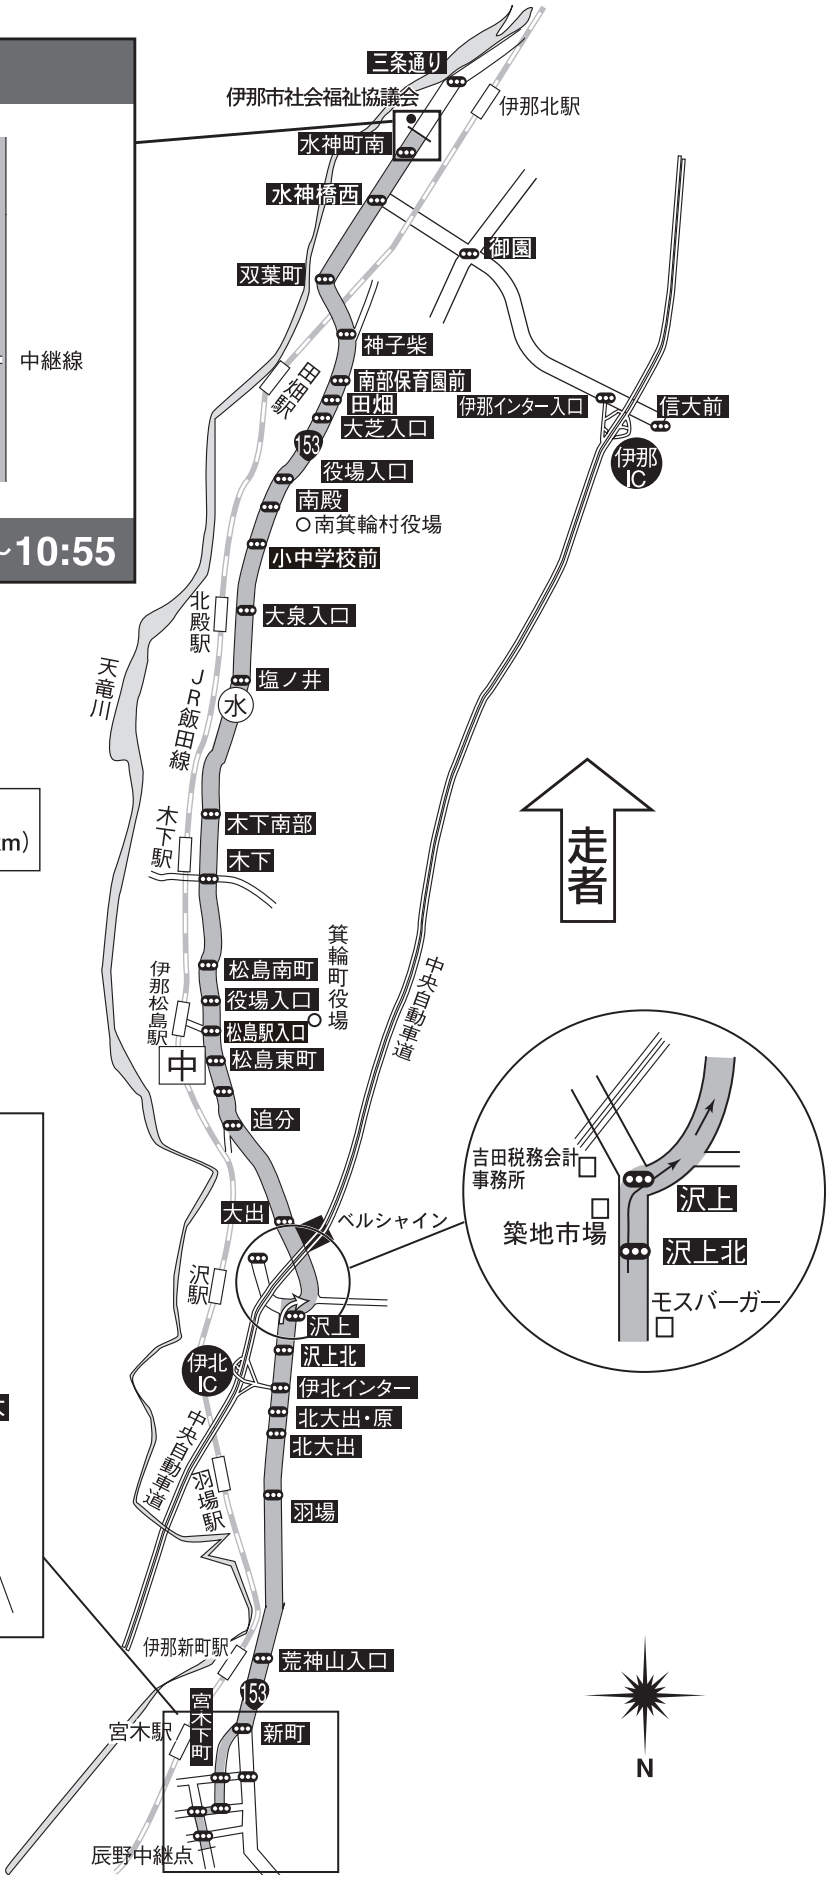 三条通り
伊那市社会福祉協議会
伊那北駅
水神町南
水神橋西
御園
双葉町
神子柴
中継線
田畑駅
南部保育園前
田畑
伊那インター入口
信大前
大芝入口
153
伊那
IC
役場入口
南殿
南箕輪村役場
~10:55
小中学校前
北殿駅
大泉入口
天竜川
JR飯田線
塩ノ井
水
木下南部
km)
木下駅
木下
走者
箕輪町役場
松島南町
伊那松島駅
役場入口
松島駅入口
中央自動車道
中
松島東町
追分
吉田税務会計
事務所
沢上
築地市場
沢上北
モスバーガー
大出
ベルシャイン
沢駅
沢上
沢上北
伊北
IC
伊北インター
北大出・原
北大出
中央自動車道
羽場駅
羽場
伊那新町駅
荒神山入口
153
宮木下町
宮木駅
新町
N
辰野中継点